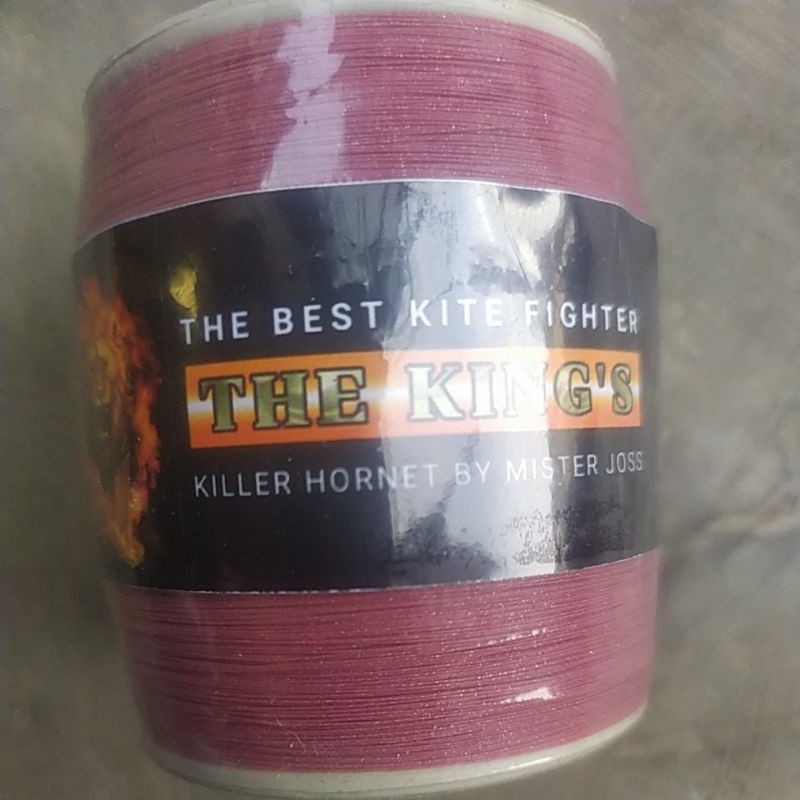 THE BEST KITE FIGHTER
THE KING'S
KILLER HORNET BY MISTER JOSS